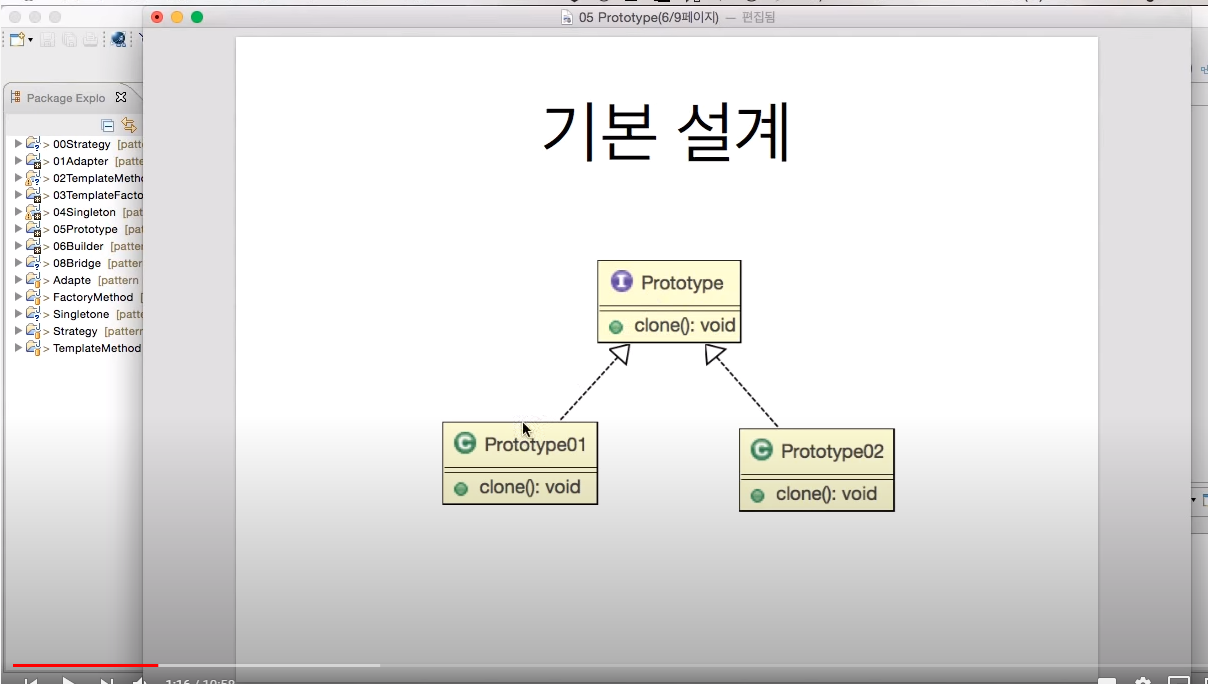 05 Prototype(6/9페이지) — 편집됨
Package Explo
> 00Strategy [patt
> 01Adapter [patte
> 02TemplateMetho
> 03TemplateFacto
> 04Singleton [pat
> 05Prototype [pat
> 06Builder [patter
> 08Bridge [patter
> Adapte [pattern
> FactoryMethod [
> Singletone [patte
> Strategy [pattern
> TemplateMethod
기본 설계
I Prototype
clone(): void
C Prototype01
clone(): void
C Prototype02
clone(): void
1:16 / 10:58